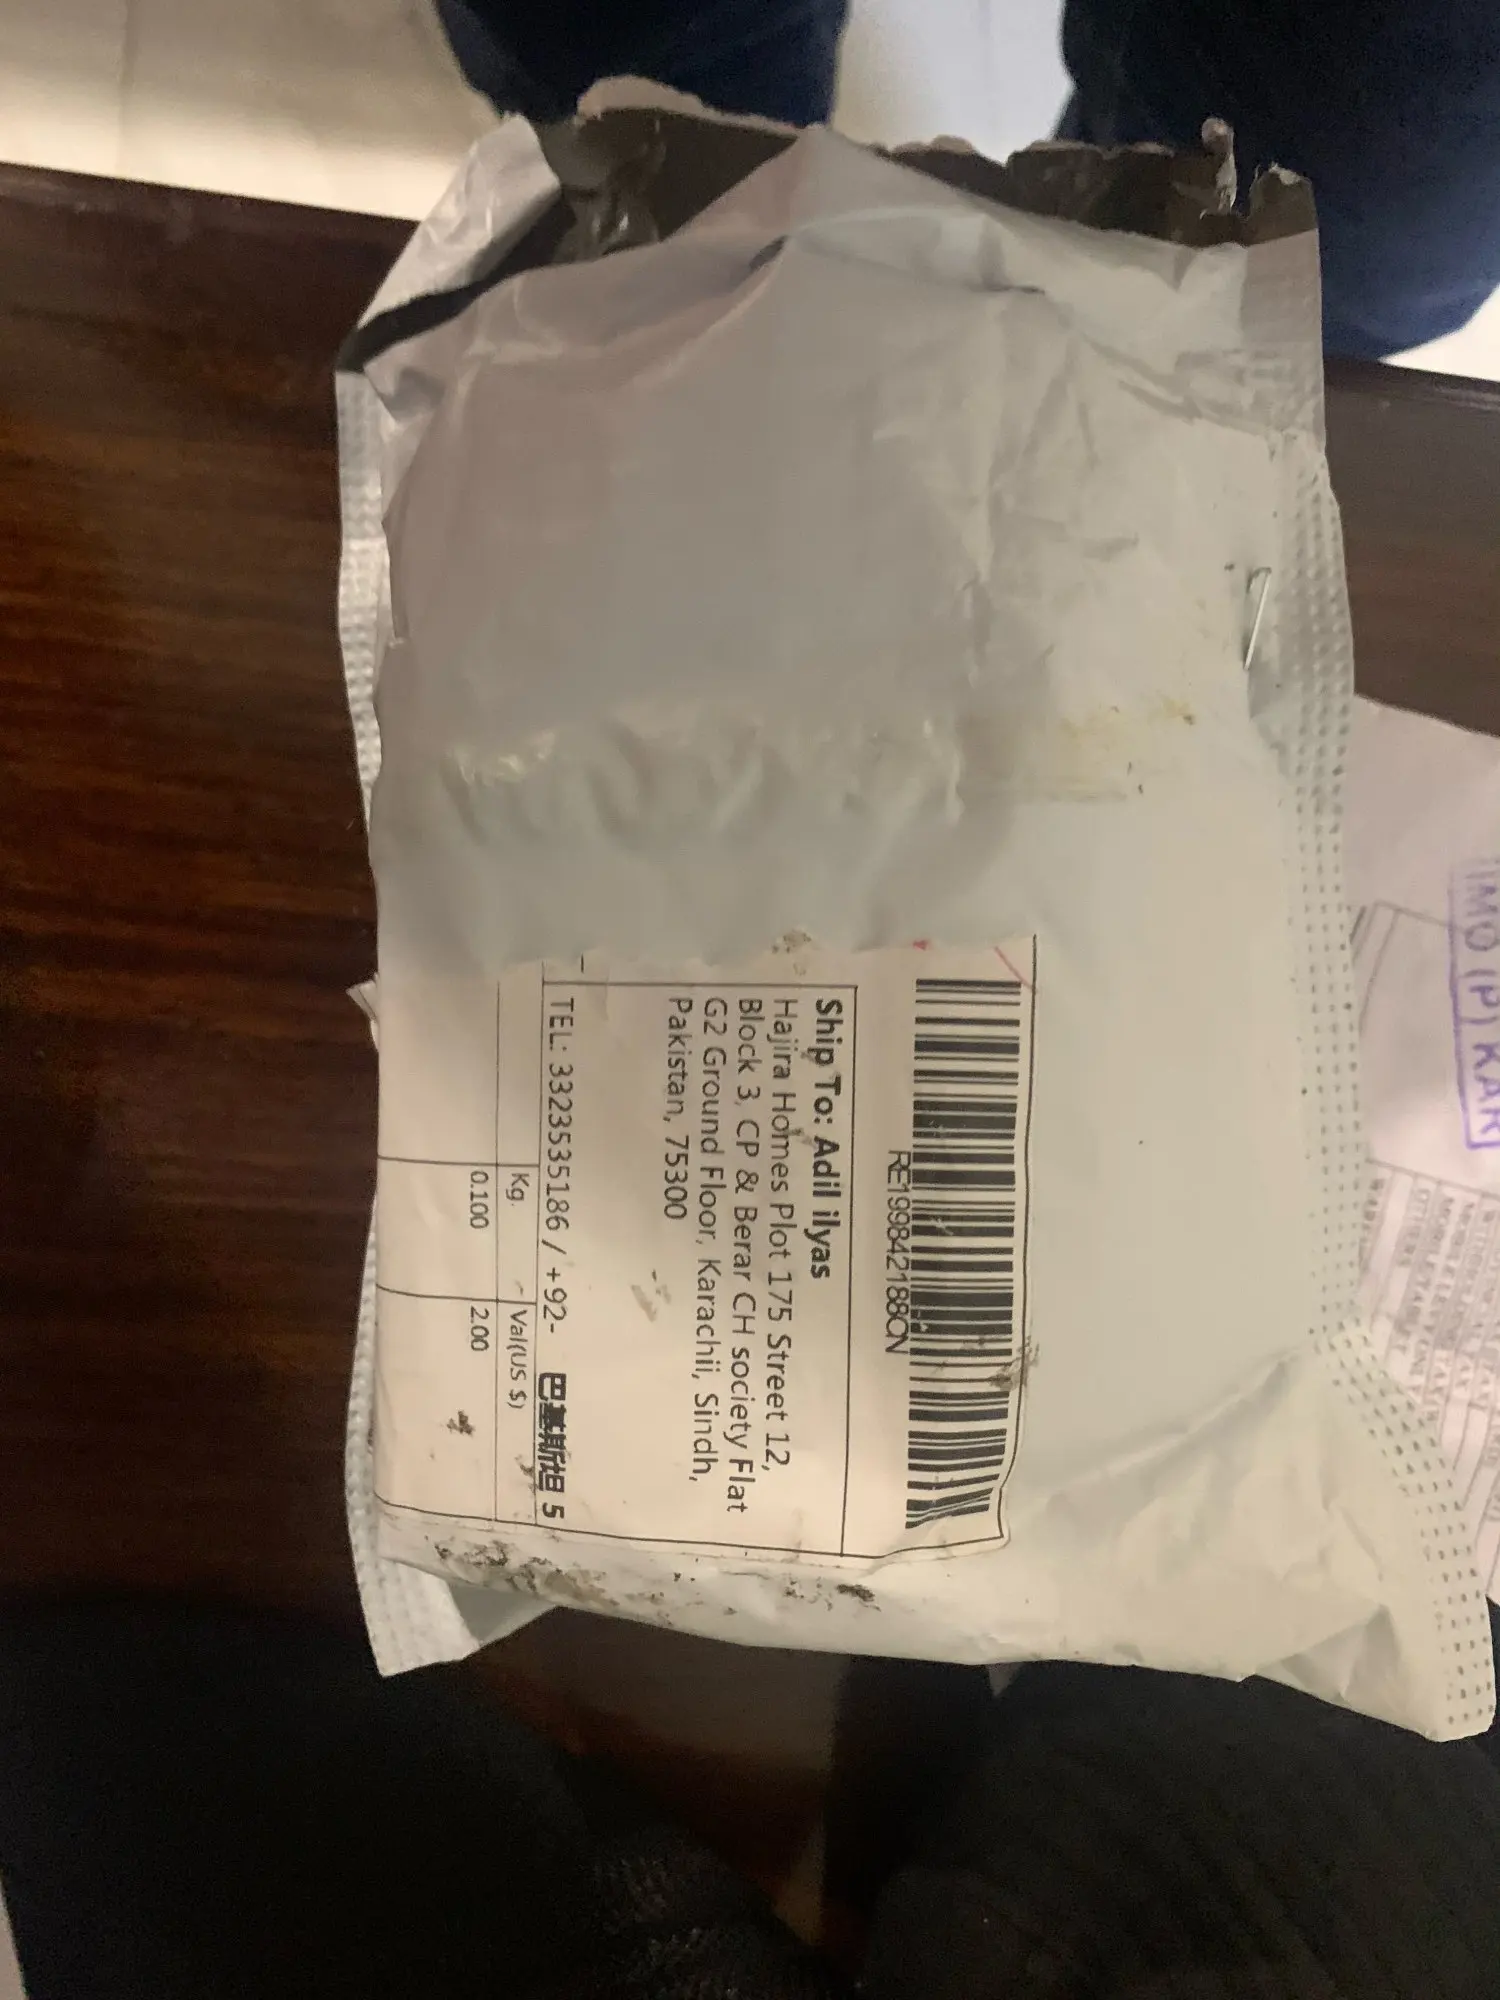 RE199842188CN
Ship To: Adil ilyas
Hajira Homes Plot 175 Street 12,
Block 3, CP & Berar CH society Flat
G2 Ground Floor, Karachii, Sindh,
Pakistan, 75300
TEL: 3323535186 / +92- 巴基斯坦 5
Kg. Val(US $)
0.100 2.00
IMO (P) KAR